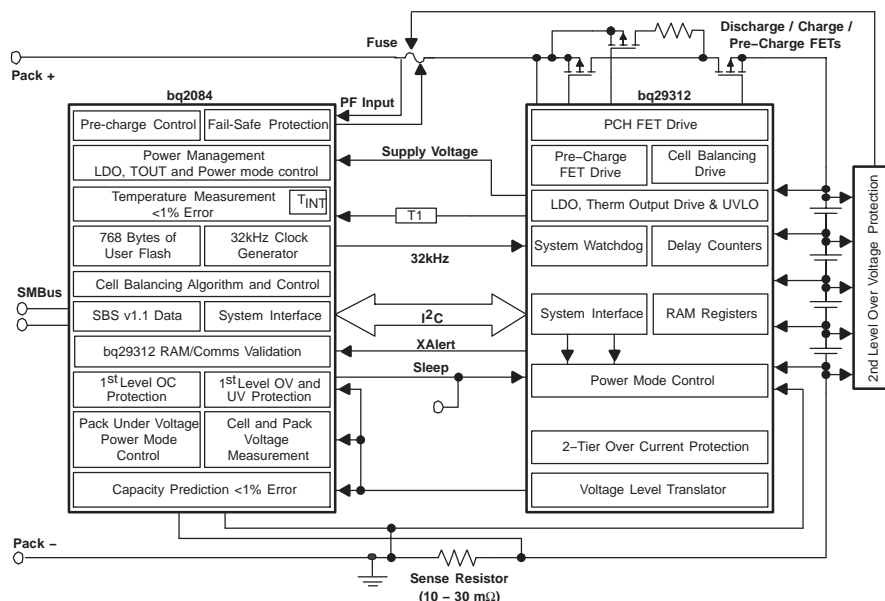 Discharge / Charge /
Pre–Charge FETs
Fuse
Pack +
bq2084
PF Input
bq29312
Pre-charge Control
Fail-Safe Protection
PCH FET Drive
Power Management
LDO, TOUT and Power mode control
Supply Voltage
Pre–Charge
FET Drive
Cell Balancing
Drive
Temperature Measurement
<1% Error
TINT
T1
LDO, Therm Output Drive & UVLO
768 Bytes of
User Flash
32kHz Clock
Generator
32kHz
System Watchdog
Delay Counters
Cell Balancing Algorithm and Control
SMBus
SBS v1.1 Data
System Interface
I2C
System Interface
RAM Registers
bq29312 RAM/Comms Validation
XAlert
Sleep
1st Level OC
Protection
1st Level OV and
UV Protection
Power Mode Control
Pack Under Voltage
Power Mode
Control
Cell and Pack
Voltage
Measurement
2–Tier Over Current Protection
Capacity Prediction <1% Error
Voltage Level Translator
2nd Level Over Voltage Protection
Pack –
Sense Resistor
(10 – 30 mΩ)